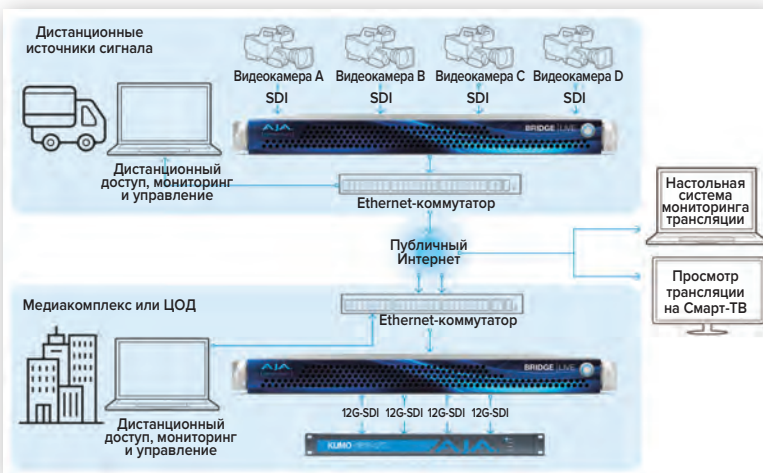 Дистанционные
источники сигнала
Видеокамера A Видеокамера B Видеокамера C Видеокамера D
SDI SDI SDI SDI
AJA BRIDGE LIVE
Дистанционный
доступ, мониторинг
и управление
Ethernet-коммутатор
Публичный
Интернет
Настольная
система
мониторинга
трансляции
Просмотр
трансляции
на Смарт-ТВ
Медиакомплекс или ЦОД
Ethernet-коммутатор
AJA BRIDGE LIVE
Дистанционный
доступ, мониторинг
и управление
12G-SDI 12G-SDI 12G-SDI 12G-SDI
KUMO AJA